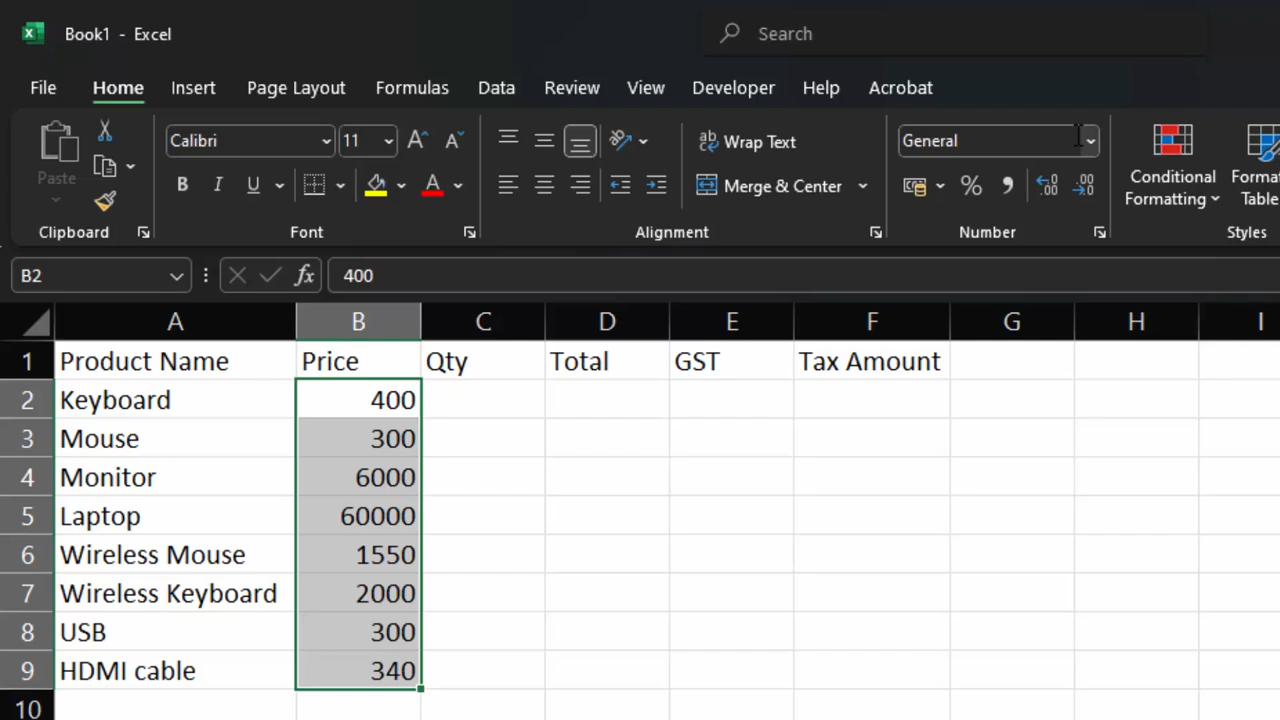 Book1 - Excel
Search
File Home Insert Page Layout Formulas Data Review View Developer Help Acrobat
Paste
Calibri 11
Wrap Text
Merge & Center
General
Conditional Formatting
Format Table
Clipboard Font Alignment Number Styles
B2 fx 400
A B C D E F G H I
1 Product Name Price Qty Total GST Tax Amount
2 Keyboard 400
3 Mouse 300
4 Monitor 6000
5 Laptop 60000
6 Wireless Mouse 1550
7 Wireless Keyboard 2000
8 USB 300
9 HDMI cable 340
10